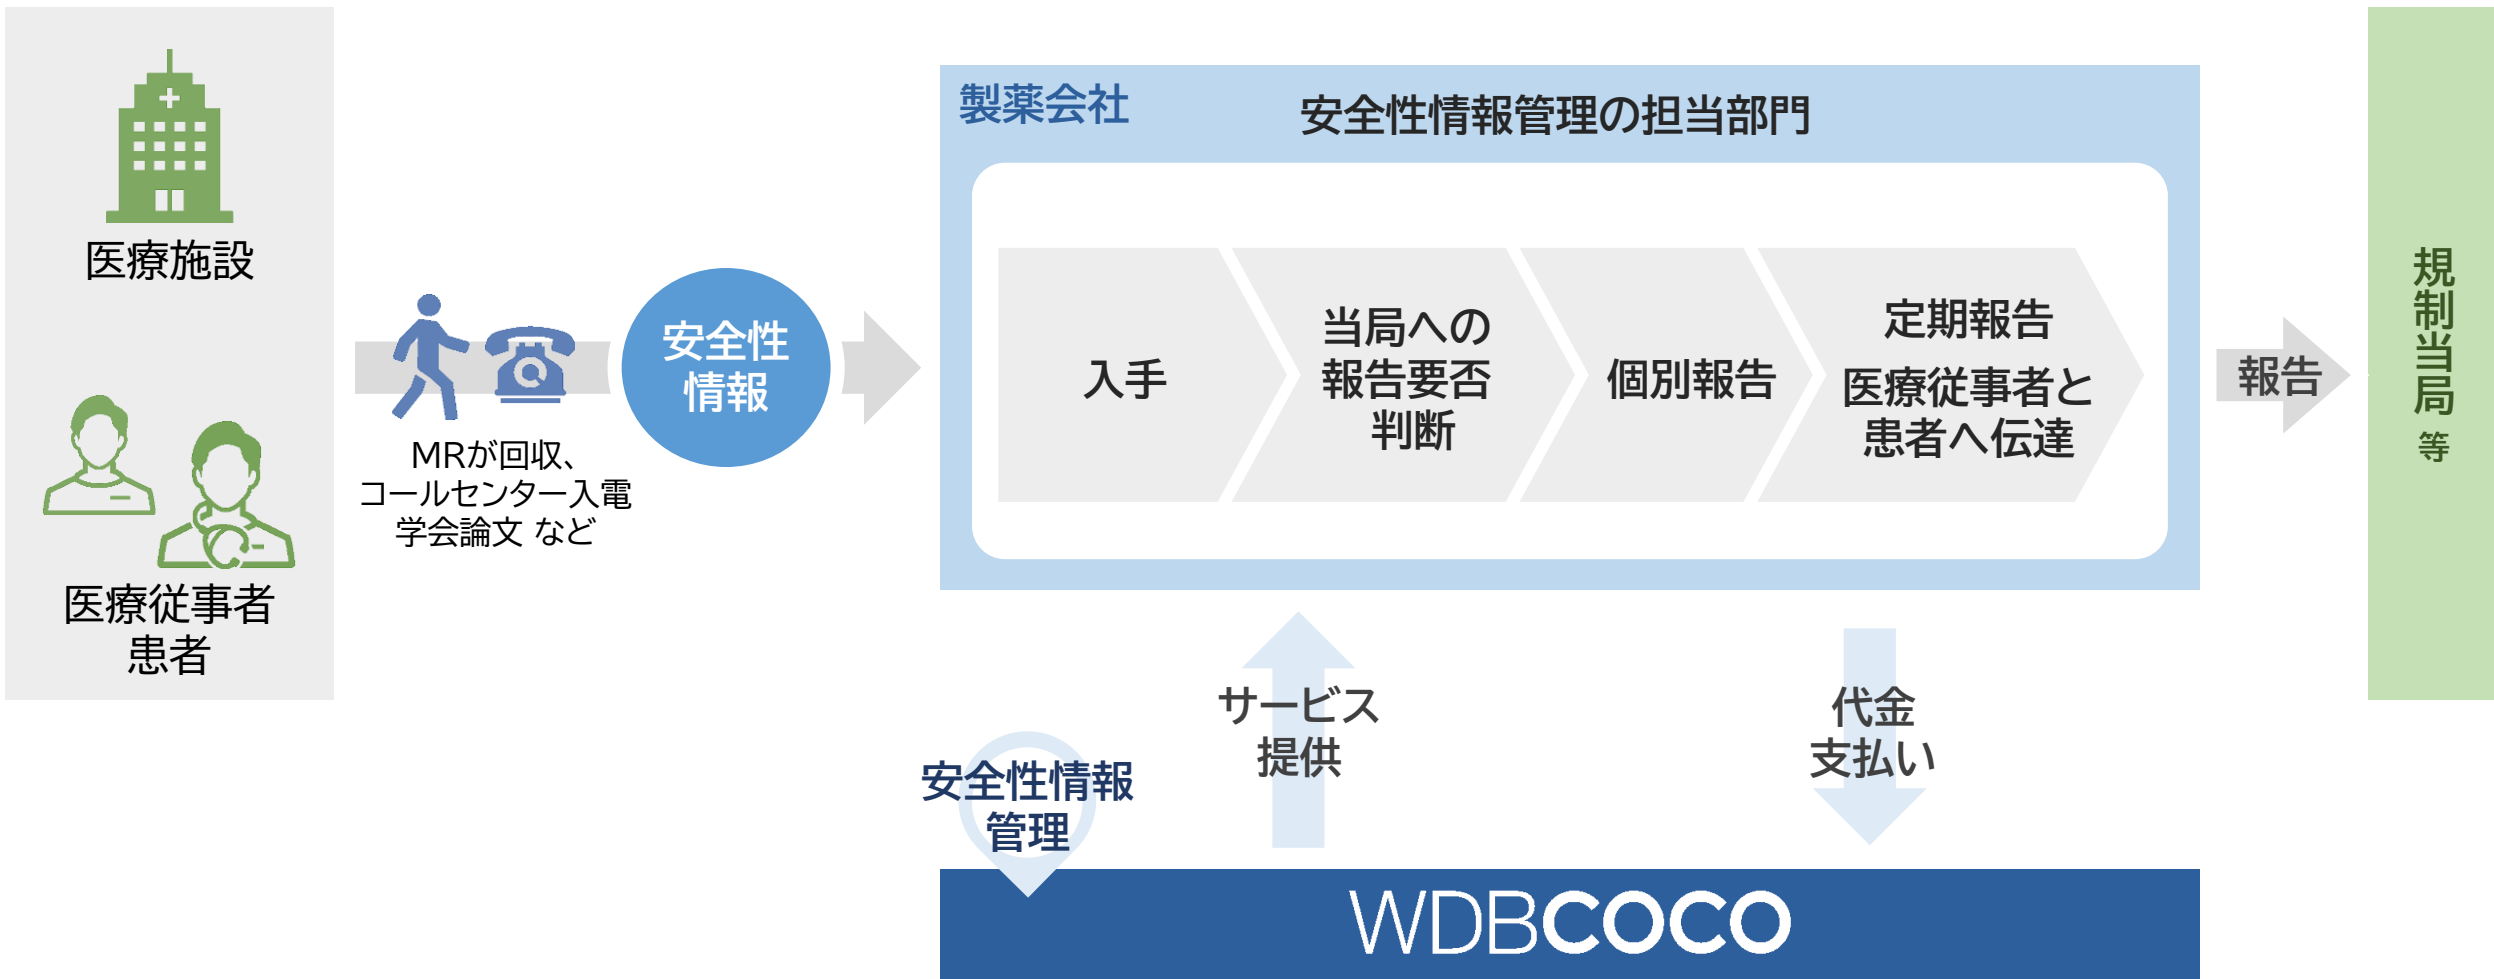 医療施設
医療従事者
患者
MRが回収、
コールセンター入電
学会論文 など
安全性
情報
製薬会社
安全性情報管理の担当部門
入手
当局への
報告要否
判断
個別報告
定期報告
医療従事者と
患者へ伝達
報告
規制当局 等
サービス
提供
代金
支払い
安全性情報
管理
WDBCOCO